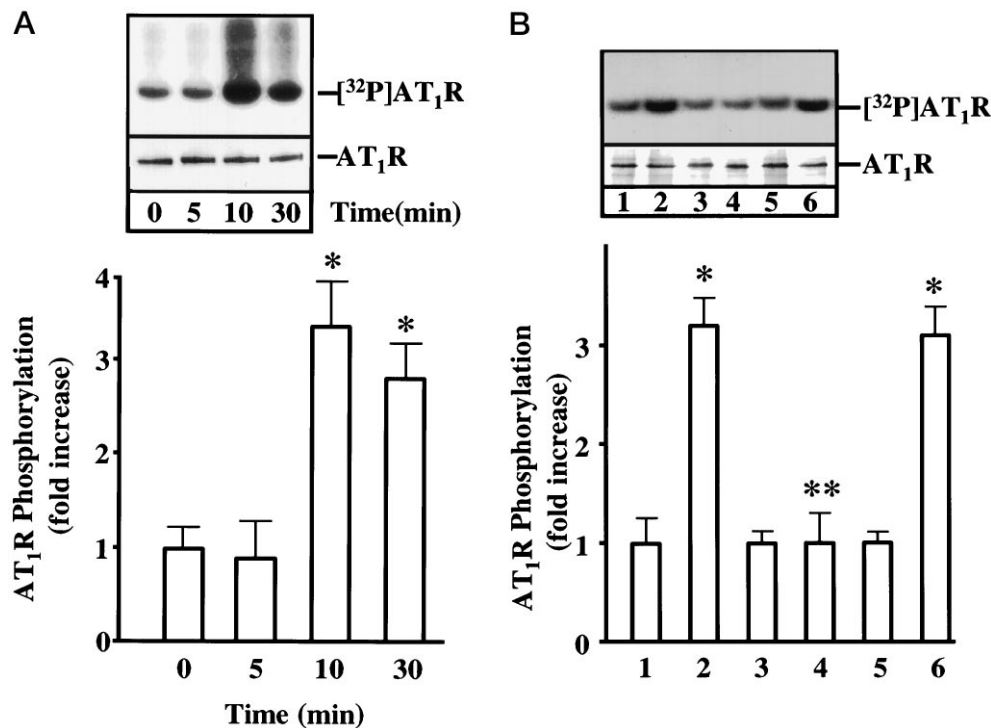 A
[³²P]AT₁R
AT₁R
0 5 10 30 Time(min)
AT₁R Phosphorylation
(fold increase)
4
3
2
1
0
*
*
0 5 10 30
Time (min)
B
[³²P]AT₁R
AT₁R
1 2 3 4 5 6
AT₁R Phosphorylation
(fold increase)
3
2
1
0
*
**
*
1 2 3 4 5 6